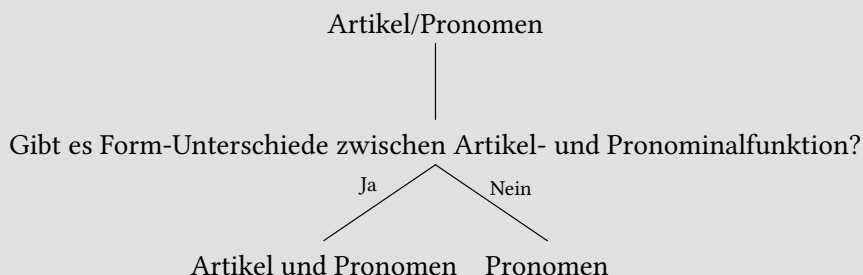 Artikel/Pronomen
Gibt es Form-Unterschiede zwischen Artikel- und Pronominalfunktion?
Ja Nein
Artikel und Pronomen Pronomen